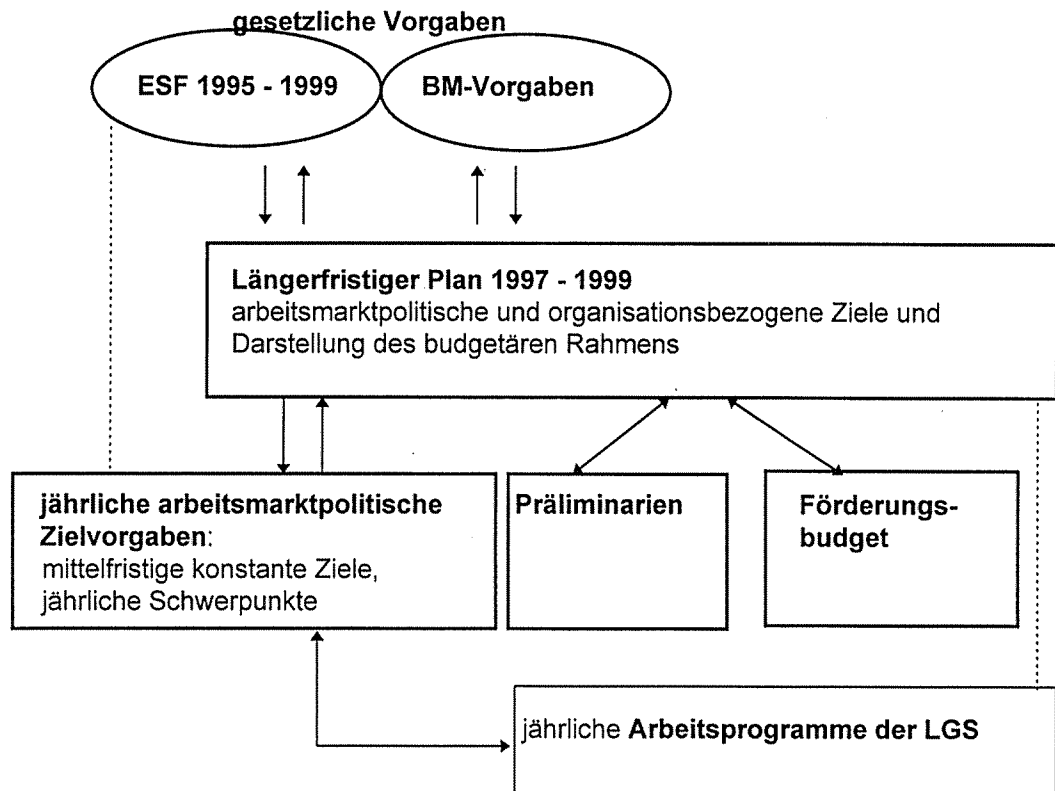 gesetzliche Vorgaben
ESF 1995 - 1999
BM-Vorgaben
Längerfristiger Plan 1997 - 1999
arbeitsmarktpolitische und organisationsbezogene Ziele und
Darstellung des budgetären Rahmens
jährliche arbeitsmarktpolitische
Zielvorgaben:
mittelfristige konstante Ziele,
jährliche Schwerpunkte
Präliminarien
Förderungs-
budget
jährliche Arbeitsprogramme der LGS